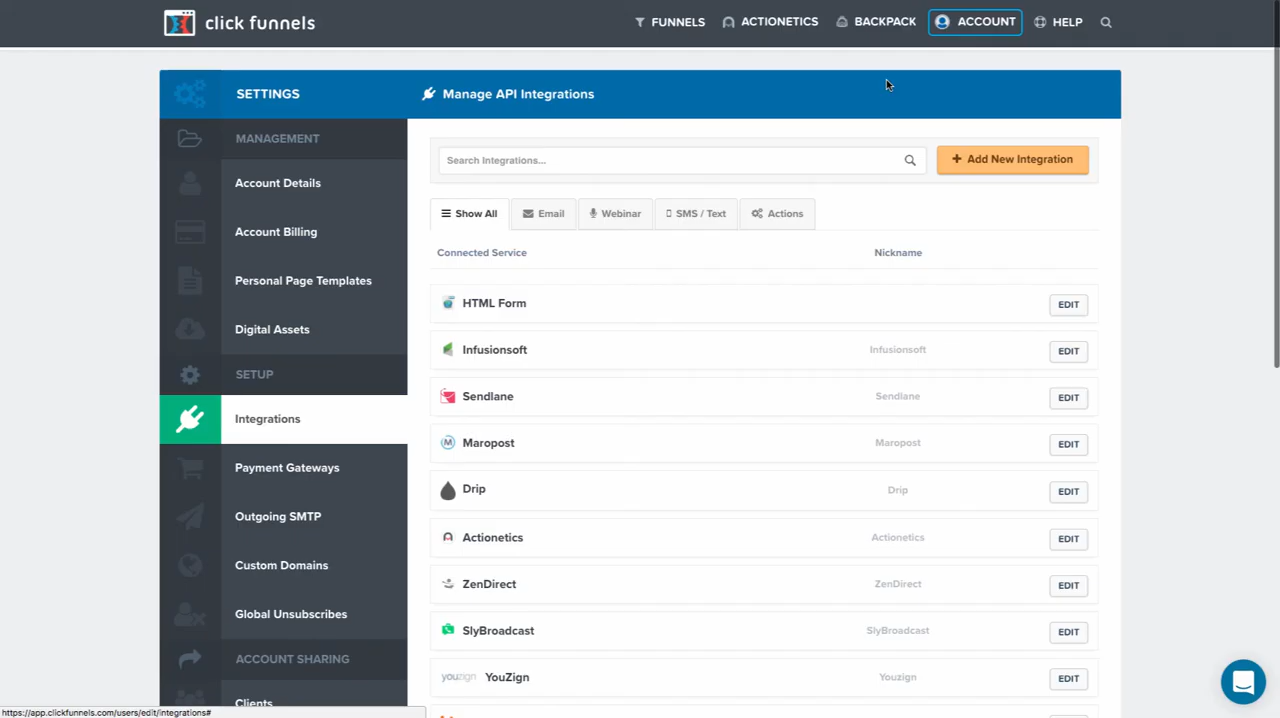 click funnels
FUNNELS
ACTIONETICS
BACKPACK
ACCOUNT
HELP
SETTINGS
Manage API Integrations
MANAGEMENT
Account Details
Account Billing
Personal Page Templates
Digital Assets
SETUP
Integrations
Payment Gateways
Outgoing SMTP
Custom Domains
Global Unsubscribes
ACCOUNT SHARING
Clients
Search Integrations...
+ Add New Integration
Show All
Email
Webinar
SMS / Text
Actions
Connected Service Nickname
HTML Form EDIT
Infusionsoft Infusionsoft EDIT
Sendlane Sendlane EDIT
M Maropost Maropost EDIT
Drip Drip EDIT
Actionetics Actionetics EDIT
ZenDirect ZenDirect EDIT
SlyBroadcast SlyBroadcast EDIT
youzign YouZign Youzign EDIT
https://app.clickfunnels.com/users/edit/integrations#